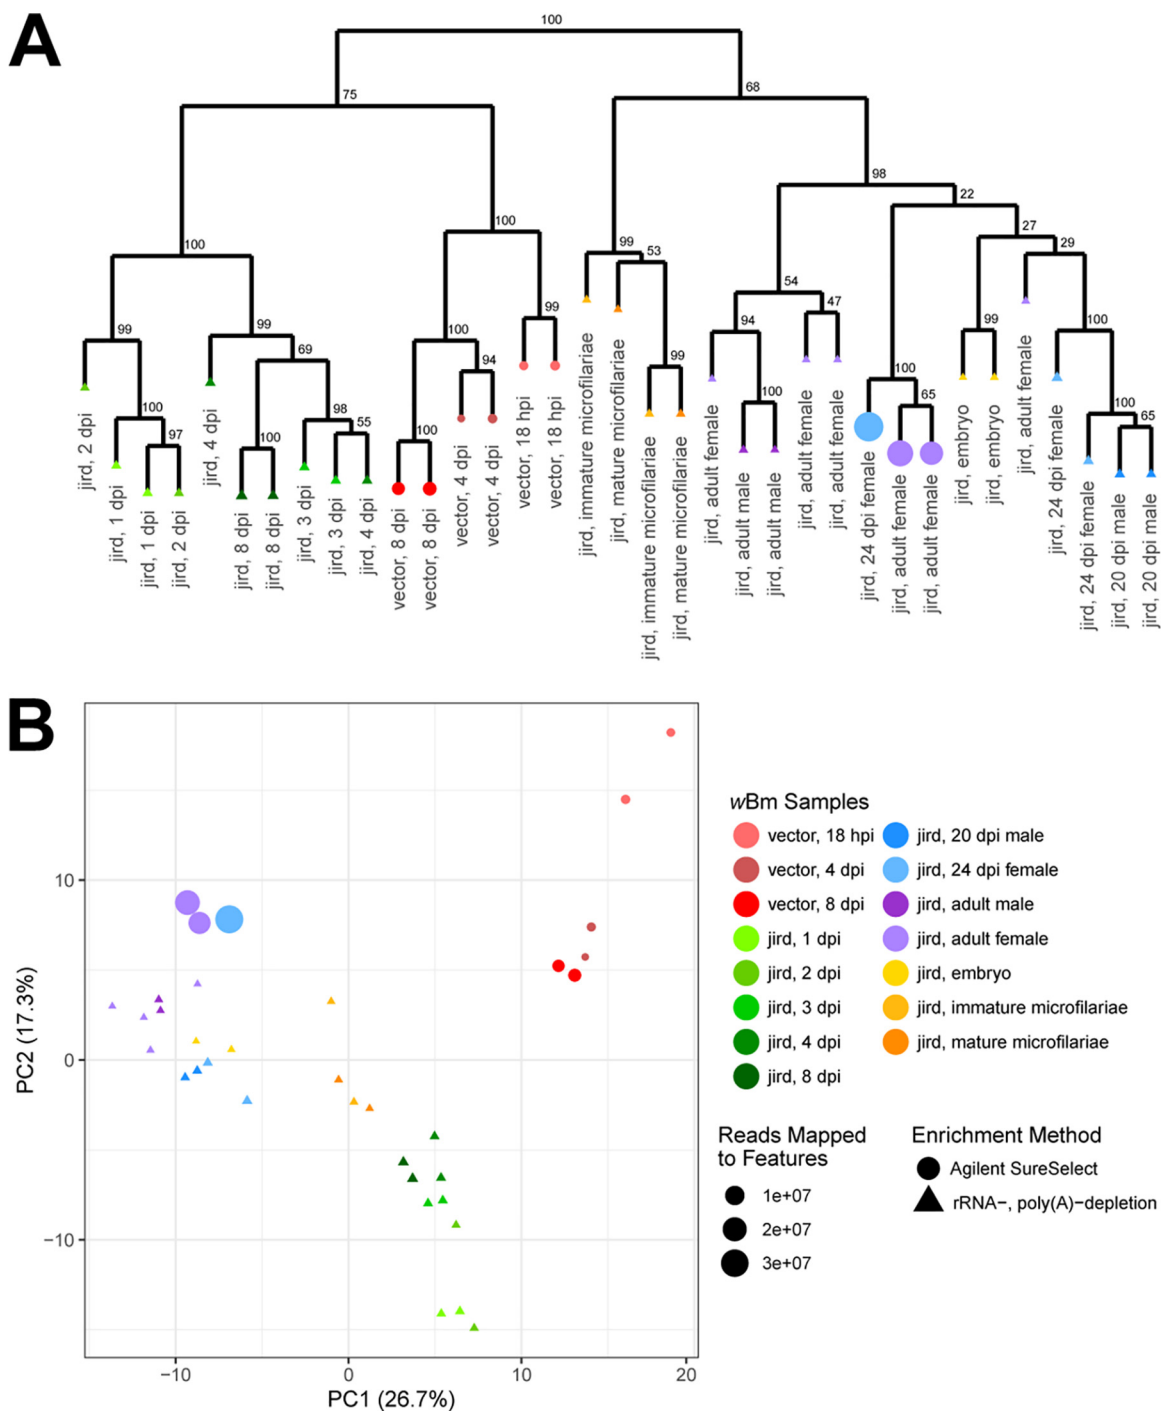 A
100
75
68
100
100
99
53
98
22
27
29
99
99
69
98
55
100
97
100
100
100
94
99
99
94
54
47
100
100
65
99
100
100
65
jird, 2 dpi
jird, 1 dpi
jird, 1 dpi
jird, 2 dpi
jird, 4 dpi
jird, 8 dpi
jird, 8 dpi
jird, 3 dpi
jird, 3 dpi
jird, 4 dpi
vector, 8 dpi
vector, 8 dpi
vector, 4 dpi
vector, 4 dpi
vector, 18 hpi
vector, 18 hpi
jird, immature microfilariae
jird, mature microfilariae
jird, immature microfilariae
jird, mature microfilariae
jird, adult female
jird, adult male
jird, adult male
jird, adult female
jird, adult female
jird, 24 dpi female
jird, adult female
jird, adult female
jird, embryo
jird, embryo
jird, adult female
jird, 24 dpi female
jird, 24 dpi female
jird, 20 dpi male
jird, 20 dpi male
B
PC2 (17.3%)
10
0
−10
−10
0
10
20
PC1 (26.7%)
wBm Samples
vector, 18 hpi
vector, 4 dpi
vector, 8 dpi
jird, 1 dpi
jird, 2 dpi
jird, 3 dpi
jird, 4 dpi
jird, 8 dpi
jird, 20 dpi male
jird, 24 dpi female
jird, adult male
jird, adult female
jird, embryo
jird, immature microfilariae
jird, mature microfilariae
Reads Mapped
to Features
1e+07
2e+07
3e+07
Enrichment Method
Agilent SureSelect
rRNA−, poly(A)−depletion